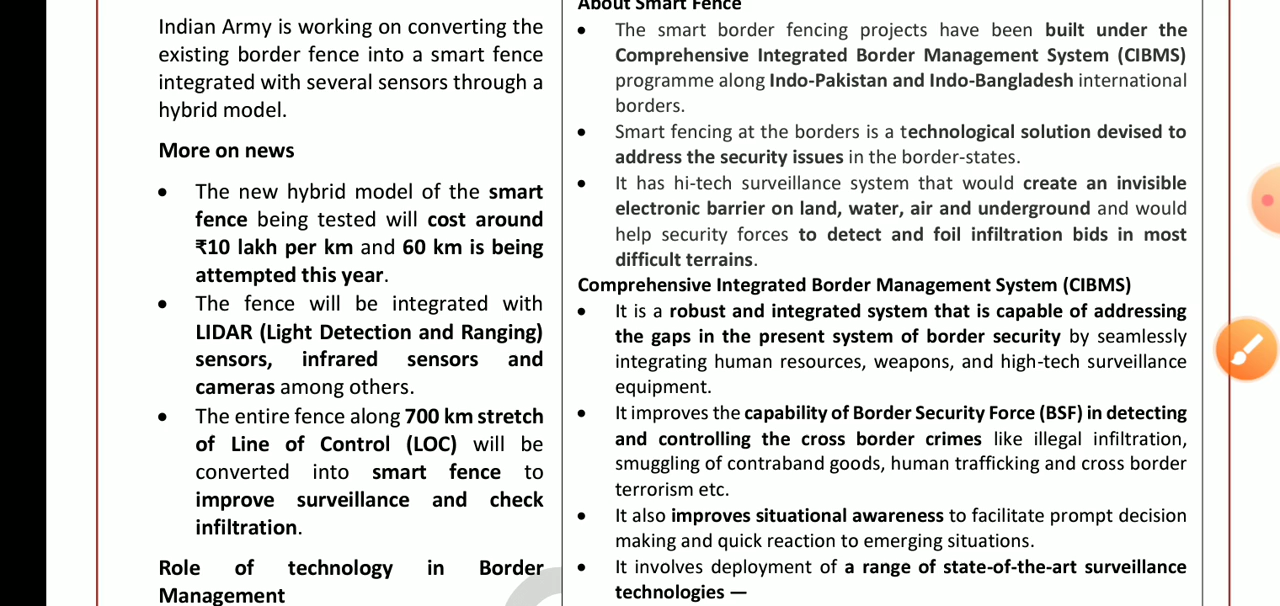 Indian Army is working on converting the
existing border fence into a smart fence
integrated with several sensors through a
hybrid model.
More on news
• The new hybrid model of the smart
fence being tested will cost around
₹10 lakh per km and 60 km is being
attempted this year.
• The fence will be integrated with
LIDAR (Light Detection and Ranging)
sensors, infrared sensors and
cameras among others.
• The entire fence along 700 km stretch
of Line of Control (LOC) will be
converted into smart fence to
improve surveillance and check
infiltration.
Role of technology in Border
Management
About Smart Fence
• The smart border fencing projects have been built under the
Comprehensive Integrated Border Management System (CIBMS)
programme along Indo-Pakistan and Indo-Bangladesh international
borders.
• Smart fencing at the borders is a technological solution devised to
address the security issues in the border-states.
• It has hi-tech surveillance system that would create an invisible
electronic barrier on land, water, air and underground and would
help security forces to detect and foil infiltration bids in most
difficult terrains.
Comprehensive Integrated Border Management System (CIBMS)
• It is a robust and integrated system that is capable of addressing
the gaps in the present system of border security by seamlessly
integrating human resources, weapons, and high-tech surveillance
equipment.
• It improves the capability of Border Security Force (BSF) in detecting
and controlling the cross border crimes like illegal infiltration,
smuggling of contraband goods, human trafficking and cross border
terrorism etc.
• It also improves situational awareness to facilitate prompt decision
making and quick reaction to emerging situations.
• It involves deployment of a range of state-of-the-art surveillance
technologies —